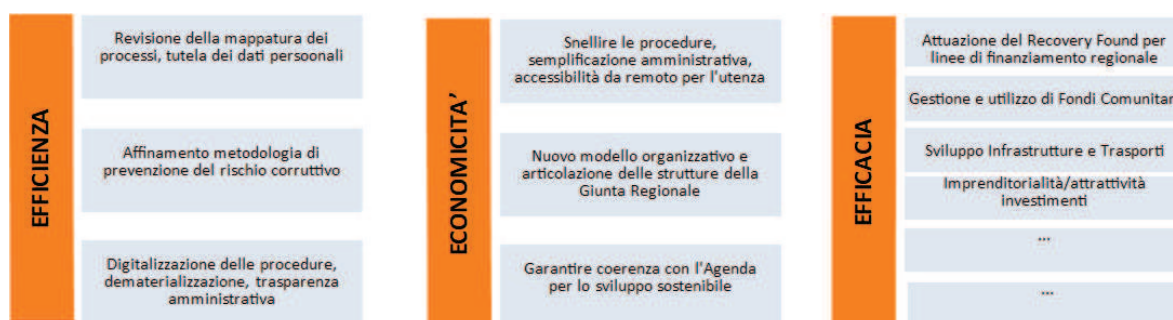 EFFICIENZA
Revisione della mappatura dei
processi, tutela dei dati persponali
Affinamento metodologia di
prevenzione del rischio corruttivo
Digitalizzazione delle procedure,
dematerializzazione, trasparenza
amministrativa
ECONOMICITA’
Snellire le procedure,
semplificazione amministrativa,
accessibilità da remoto per l'utenza
Nuovo modello organizzativo e
articolazione delle strutture della
Giunta Regionale
Garantire coerenza con l'Agenda
per lo sviluppo sostenibile
EFFICACIA
Attuazione del Recovery Found per
linee di finanziamento regionale
Gestione e utilizzo di Fondi Comunitar
Sviluppo Infrastrutture e Trasporti
Imprenditorialità/attrattività
investimenti
...
...